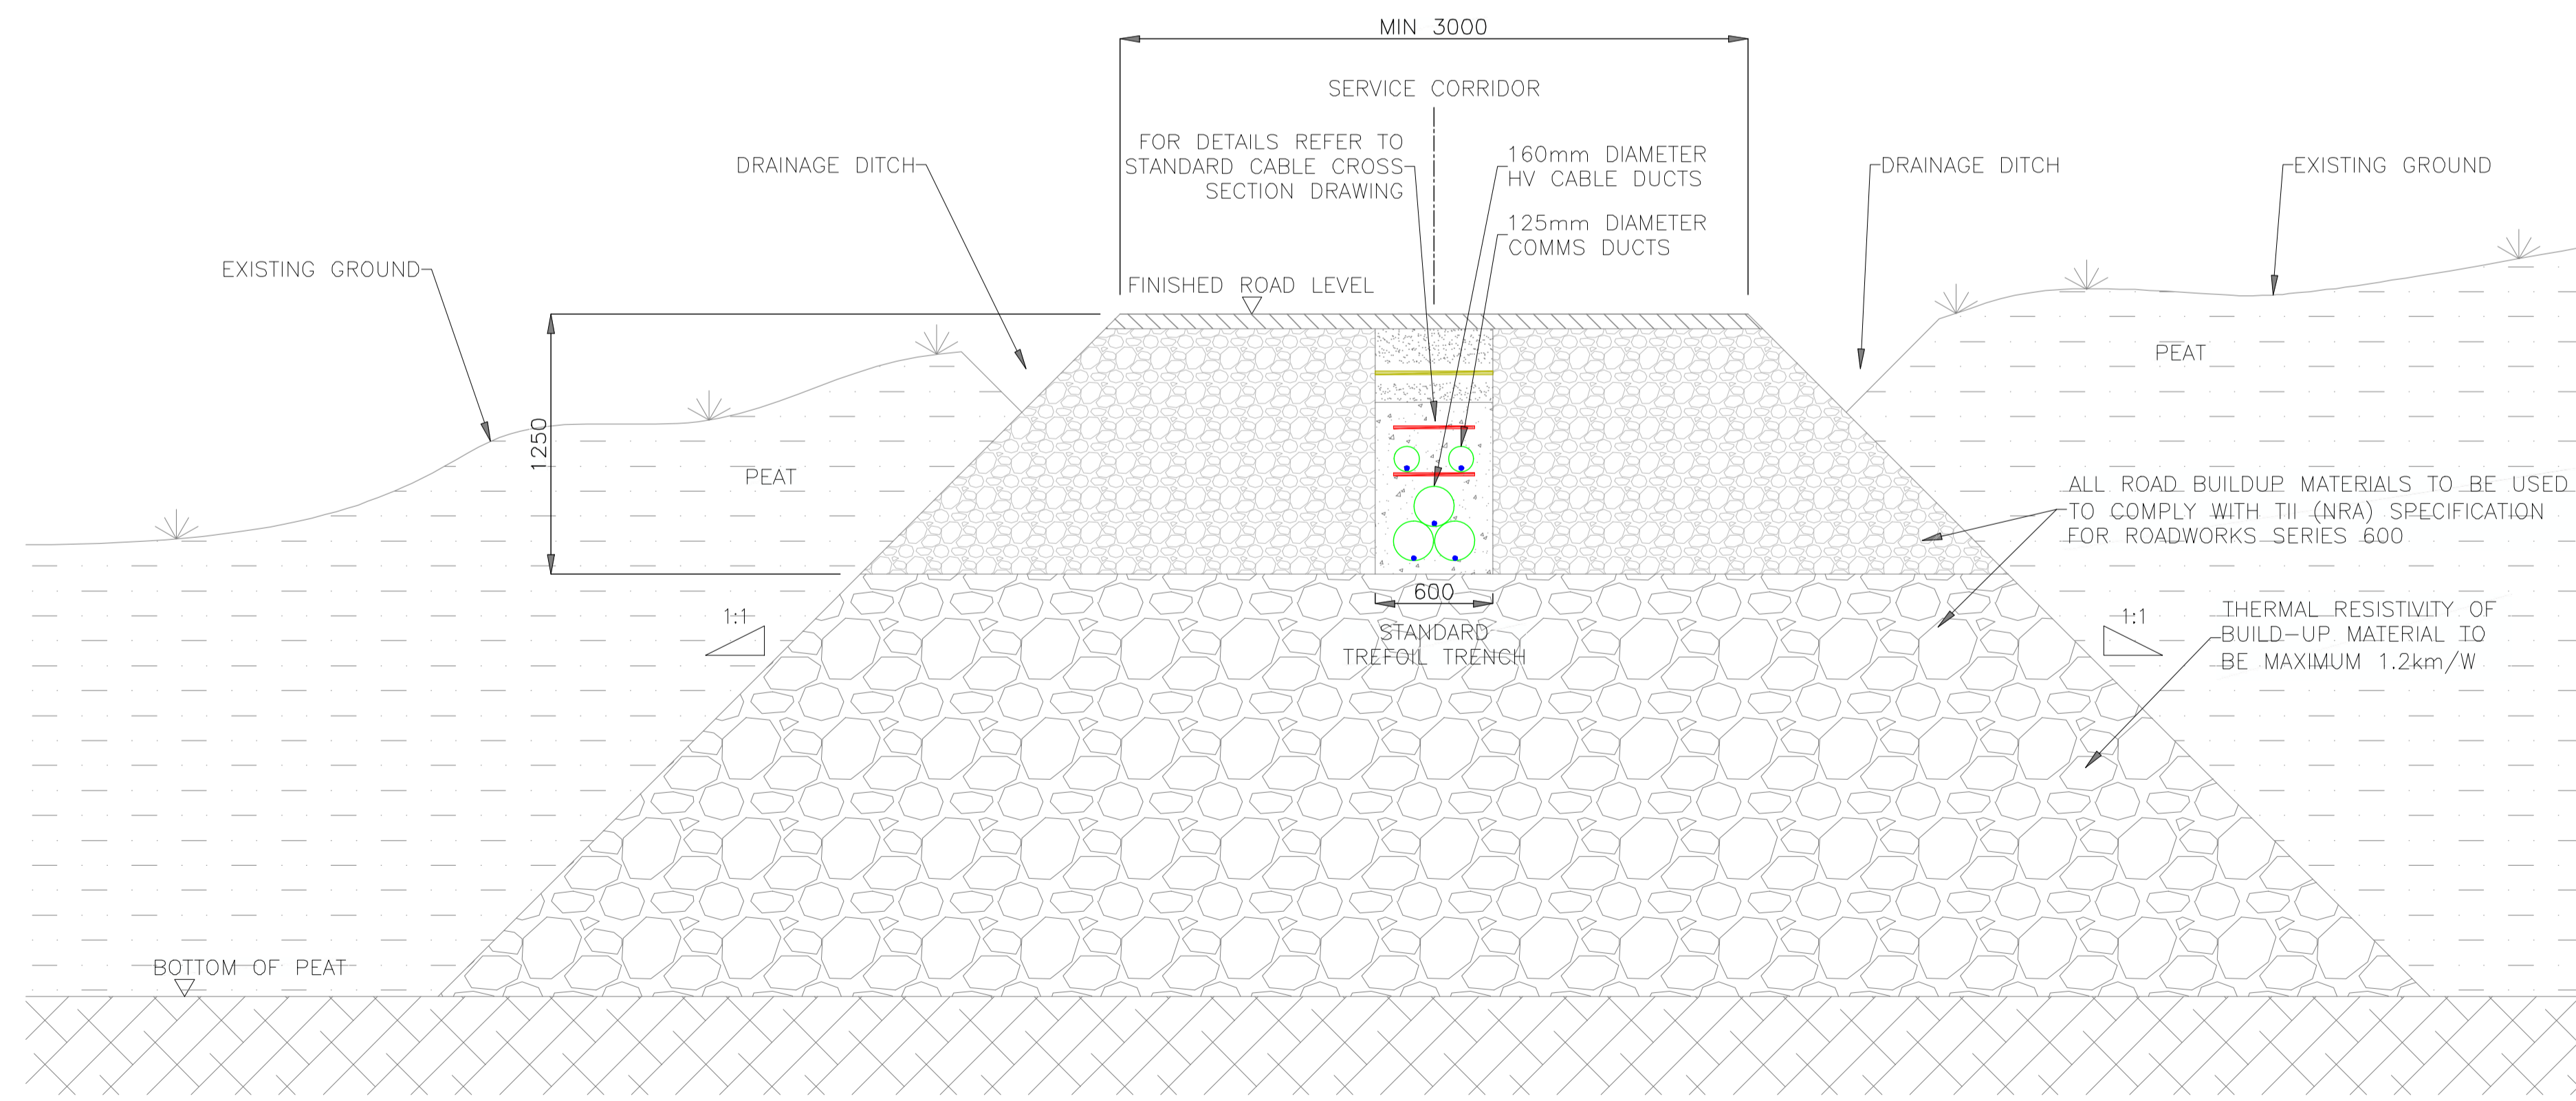 MIN 3000
SERVICE CORRIDOR
FOR DETAILS REFER TO
STANDARD CABLE CROSS
SECTION DRAWING
160mm DIAMETER
HV CABLE DUCTS
125mm DIAMETER
COMMS DUCTS
DRAINAGE DITCH
DRAINAGE DITCH
EXISTING GROUND
EXISTING GROUND
FINISHED ROAD LEVEL
PEAT
1250
PEAT
ALL ROAD BUILDUP MATERIALS TO BE USED
TO COMPLY WITH TII (NRA) SPECIFICATION
FOR ROADWORKS SERIES 600
600
STANDARD
TREFOIL TRENCH
1:1
1:1
THERMAL RESISTIVITY OF
BUILD-UP MATERIAL TO
BE MAXIMUM 1.2km/W
BOTTOM OF PEAT